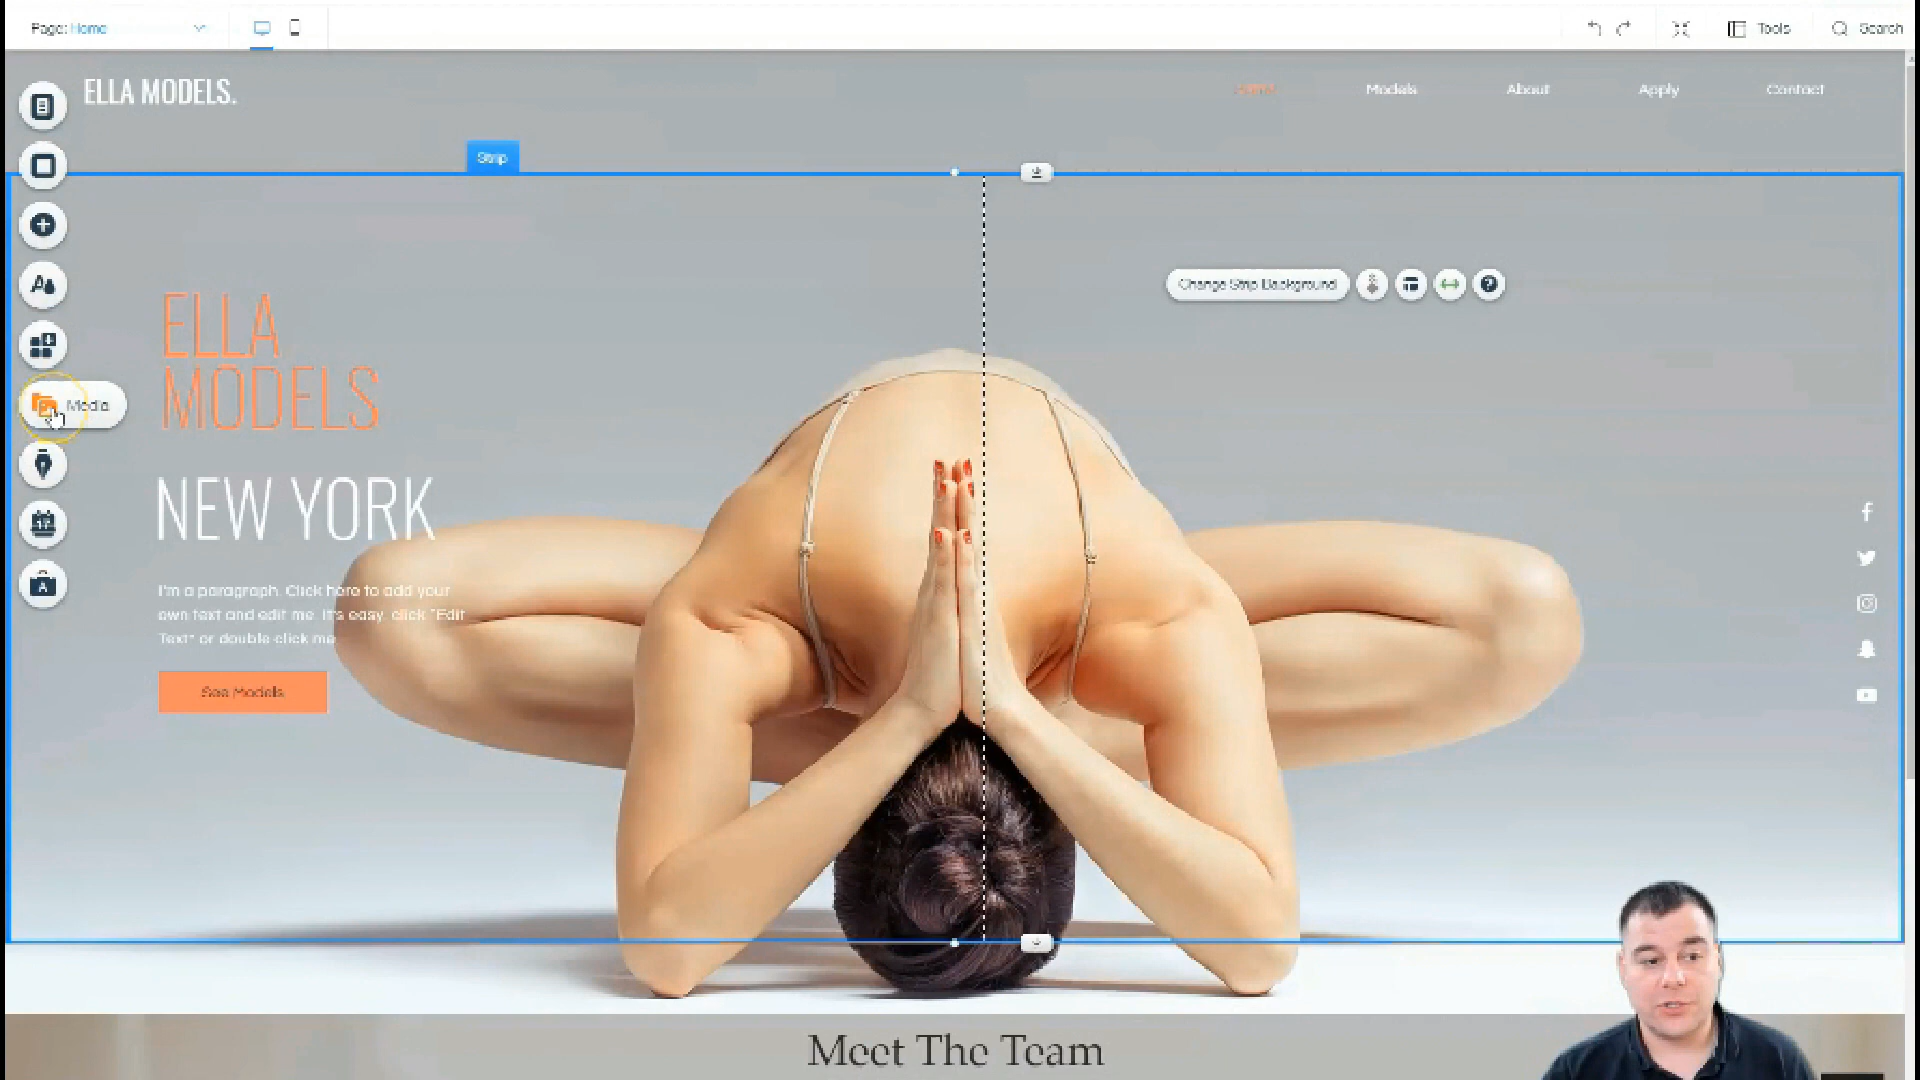 Page: Home
Tools
Search
ELLA MODELS.
Home
Models
About
Apply
Contact
Strip
Change Strip Background
ELLA
MODELS
Media
NEW YORK
I'm a paragraph. Click here to add your
own text and edit me. It's easy. click "Edit
Text" or double click me
See Models
Meet The Team